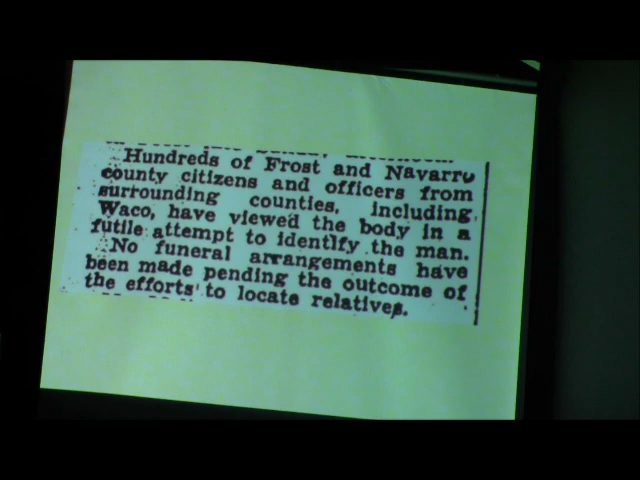 Hundreds of Frost and Navarro
county citizens and officers from
surrounding counties, including
Waco, have viewed the body in a
futile attempt to identify the man.
No funeral arrangements have
been made pending the outcome of
the efforts to locate relatives.